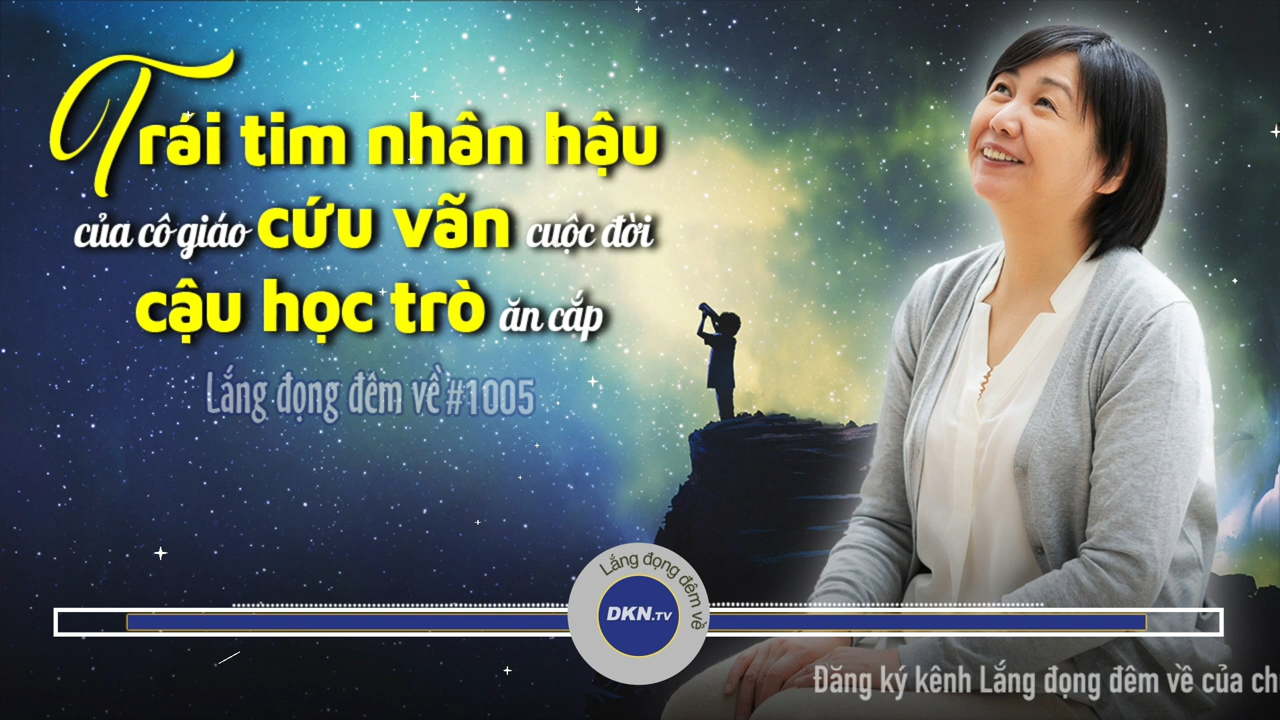 Trái tim nhân hậu
của cô giáo cứu vãn cuộc đời
cậu học trò ăn cắp
Lắng đọng đêm về #1005
Lắng đọng đêm về
DKN.TV
Đăng ký kênh Lắng đọng đêm về của ch